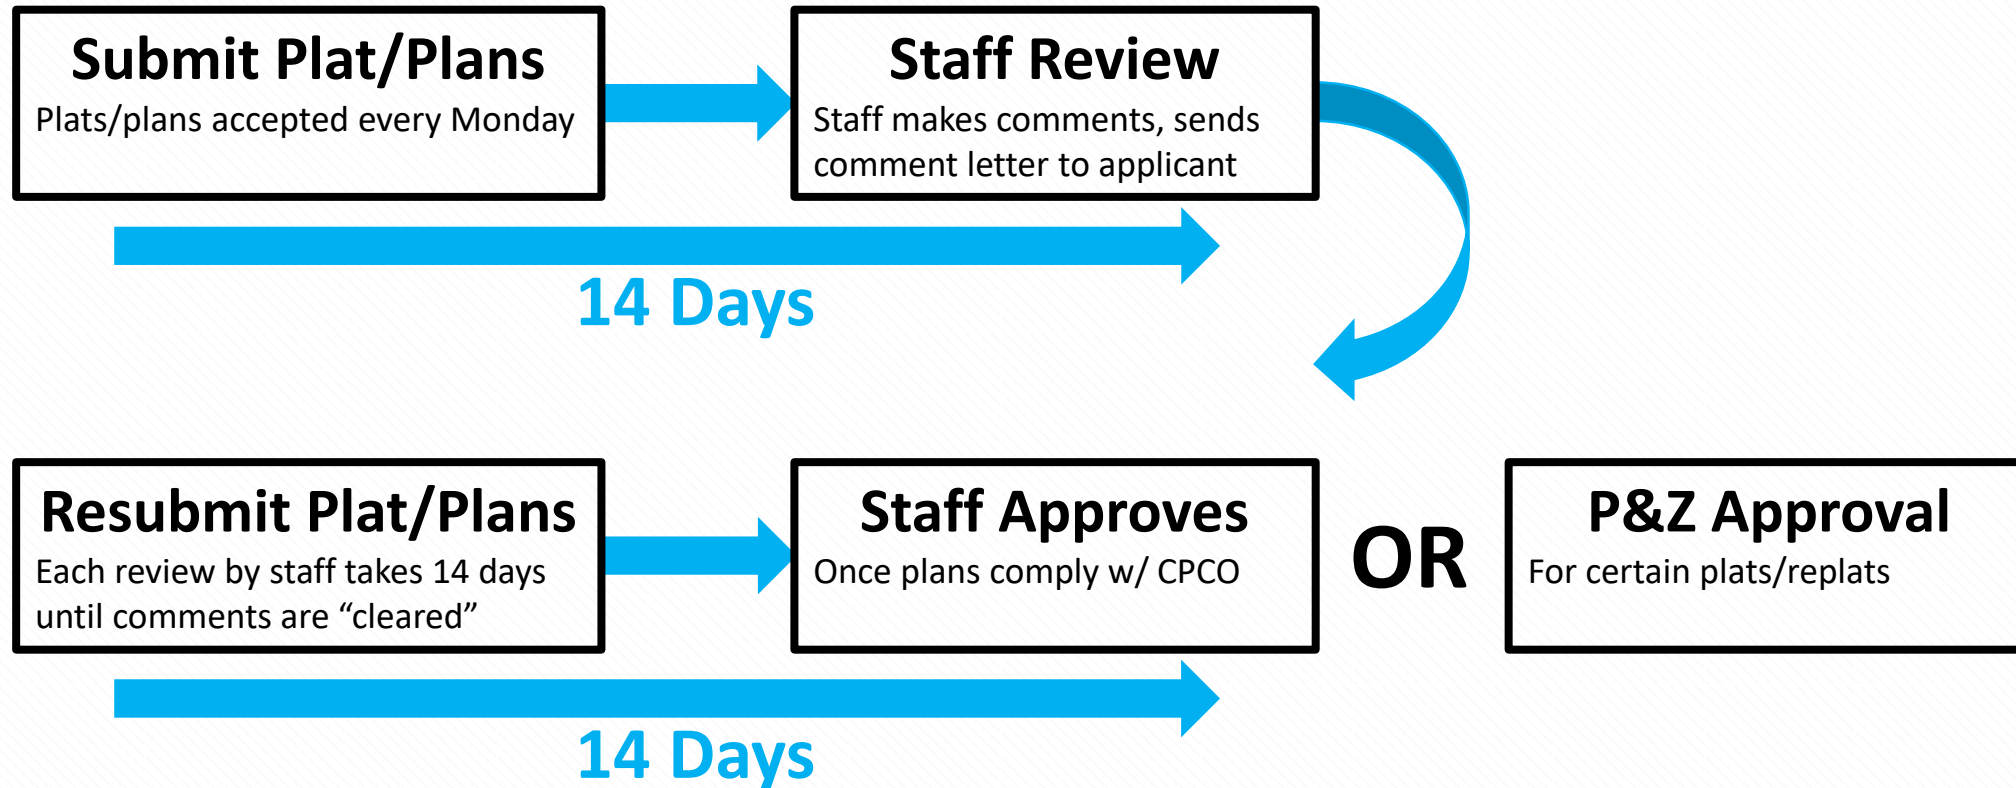 Submit Plat/Plans
Plats/plans accepted every Monday
Staff Review
Staff makes comments, sends
comment letter to applicant
14 Days
Resubmit Plat/Plans
Each review by staff takes 14 days
until comments are “cleared”
Staff Approves
Once plans comply w/ CPCO
OR
P&Z Approval
For certain plats/replats
14 Days